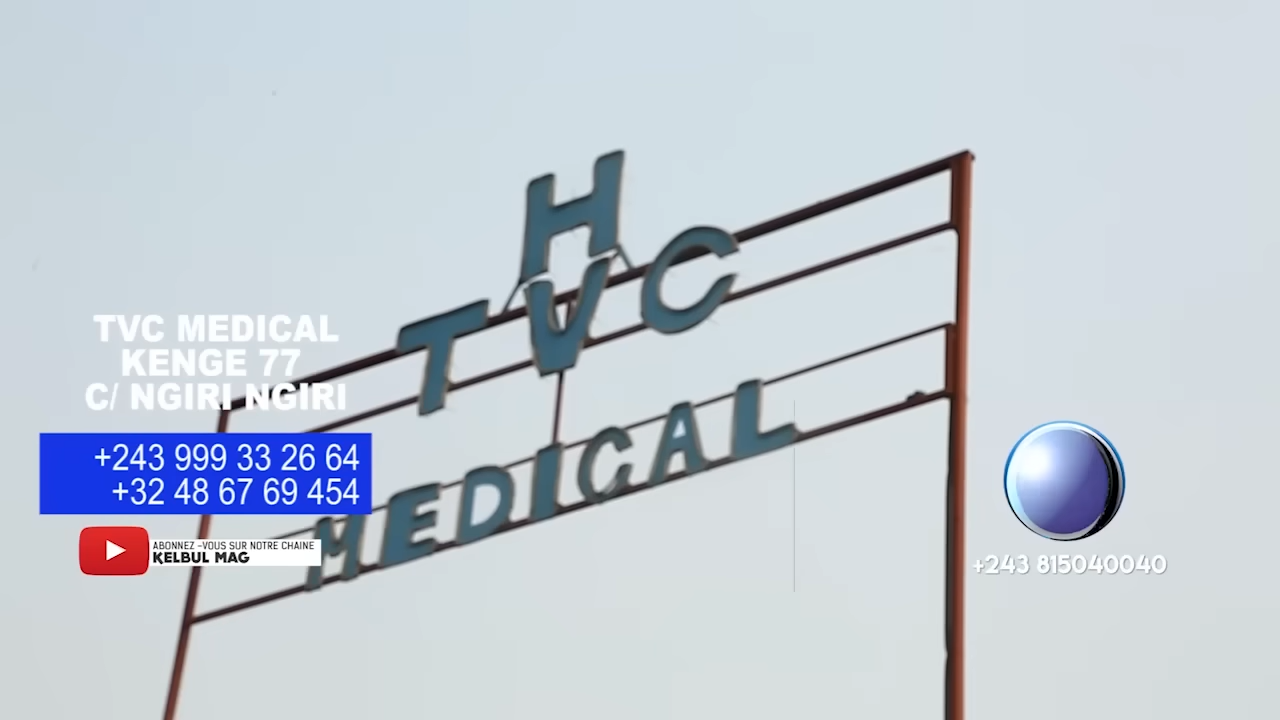 H
TVC
MEDICAL
TVC MEDICAL
KENGE 77
C/ NGIRI NGIRI
+243 999 33 26 64
+32 48 67 69 454
ABONNEZ -VOUS SUR NOTRE CHAINE
KELBUL MAG
+243 815040040